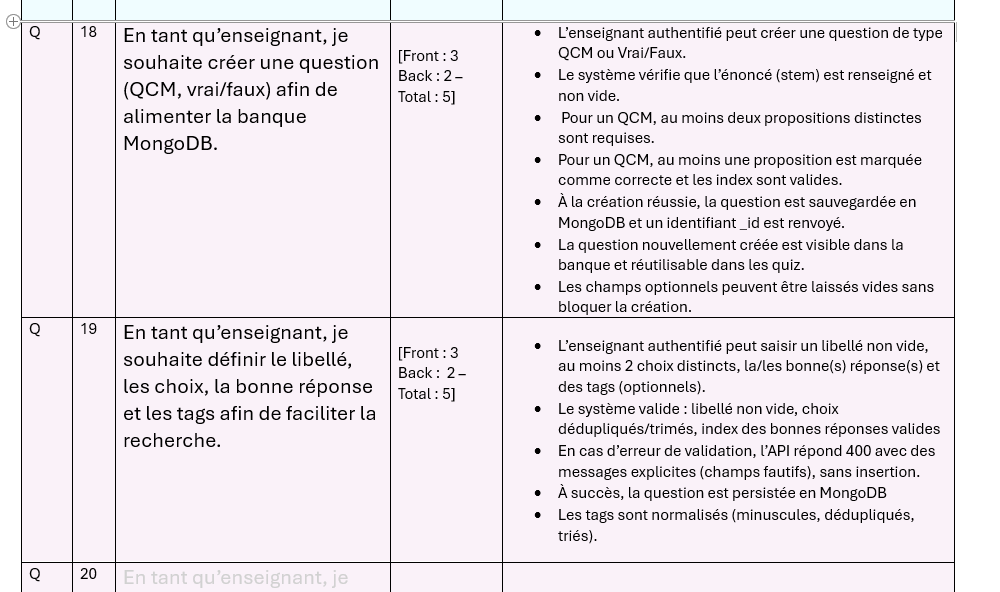 Q
18
En tant qu’enseignant, je
souhaite créer une question
(QCM, vrai/faux) afin de
alimenter la banque
MongoDB.
[Front : 3
Back : 2 –
Total : 5]
• L’enseignant authentifié peut créer une question de type
QCM ou Vrai/Faux.
• Le système vérifie que l’énoncé (stem) est renseigné et
non vide.
• Pour un QCM, au moins deux propositions distinctes
sont requises.
• Pour un QCM, au moins une proposition est marquée
comme correcte et les index sont valides.
• À la création réussie, la question est sauvegardée en
MongoDB et un identifiant _id est renvoyé.
• La question nouvellement créée est visible dans la
banque et réutilisable dans les quiz.
• Les champs optionnels peuvent être laissés vides sans
bloquer la création.
Q
19
En tant qu’enseignant, je
souhaite définir le libellé,
les choix, la bonne réponse
et les tags afin de faciliter la
recherche.
[Front : 3
Back : 2 –
Total : 5]
• L’enseignant authentifié peut saisir un libellé non vide,
au moins 2 choix distincts, la/les bonne(s) réponse(s) et
des tags (optionnels).
• Le système valide : libellé non vide, choix
dédupliqués/trimés, index des bonnes réponses valides
• En cas d’erreur de validation, l’API répond 400 avec des
messages explicites (champs fautifs), sans insertion.
• À succès, la question est persistée en MongoDB
• Les tags sont normalisés (minuscules, dédupliqués,
triés).
Q
20
En tant qu’enseignant, je